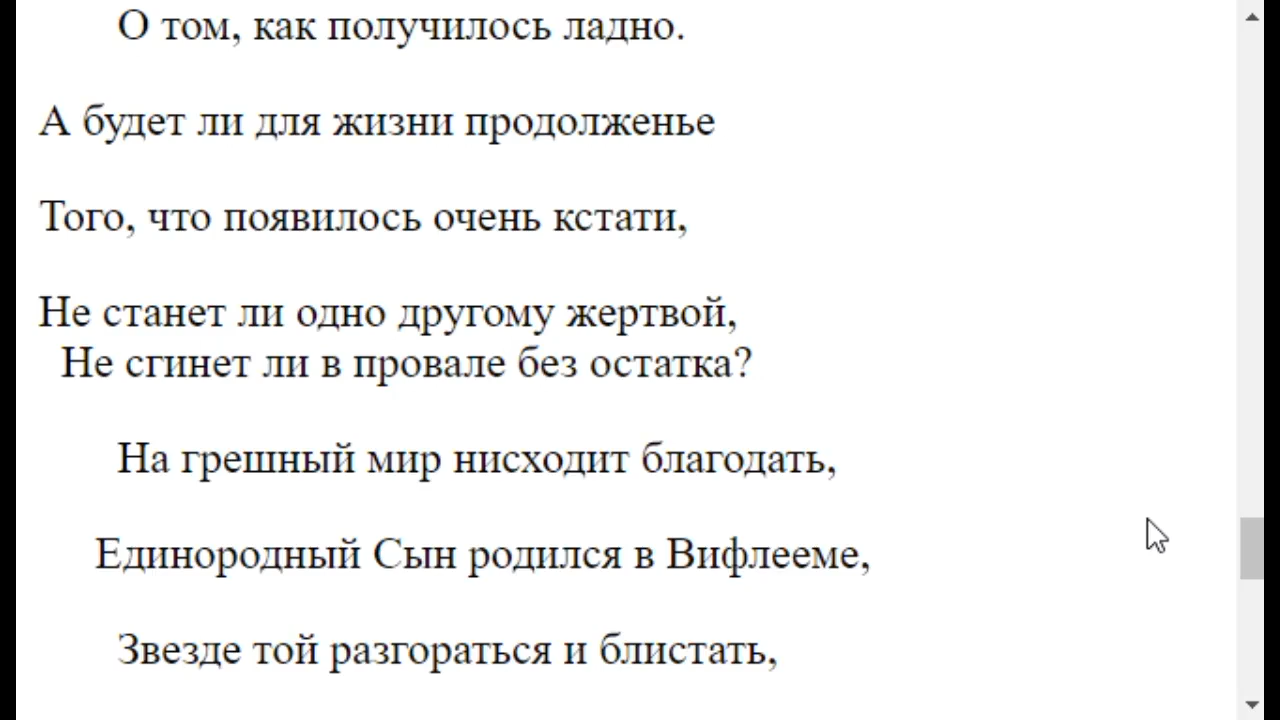 О том, как получилось ладно.
А будет ли для жизни продолженье
Того, что появилось очень кстати,
Не станет ли одно другому жертвой,
Не сгинет ли в провале без остатка?
На грешный мир нисходит благодать,
Единородный Сын родился в Вифлееме,
Звезде той разгораться и блистать,